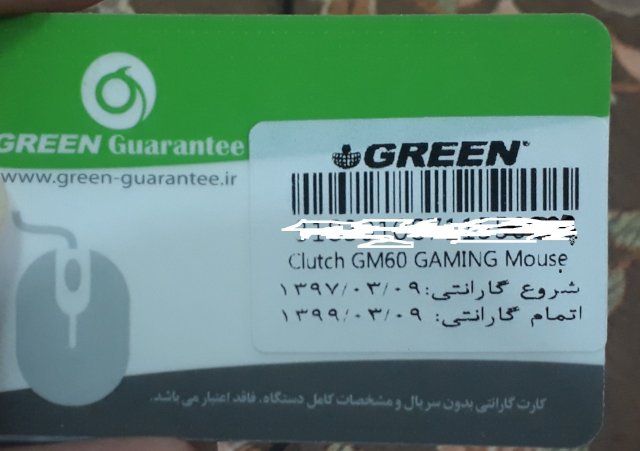 GREEN Guarantee
www.green-guarantee.ir
GREEN
Clutch GM60 GAMING Mouse
شروع گارانتی: ۱۳۹۷/۰۳/۰۹
اتمام گارانتی: ۱۳۹۹/۰۳/۰۹
کارت گارانتی بدون سریال و مشخصات کامل دستگاه، فاقد اعتبار می باشد.